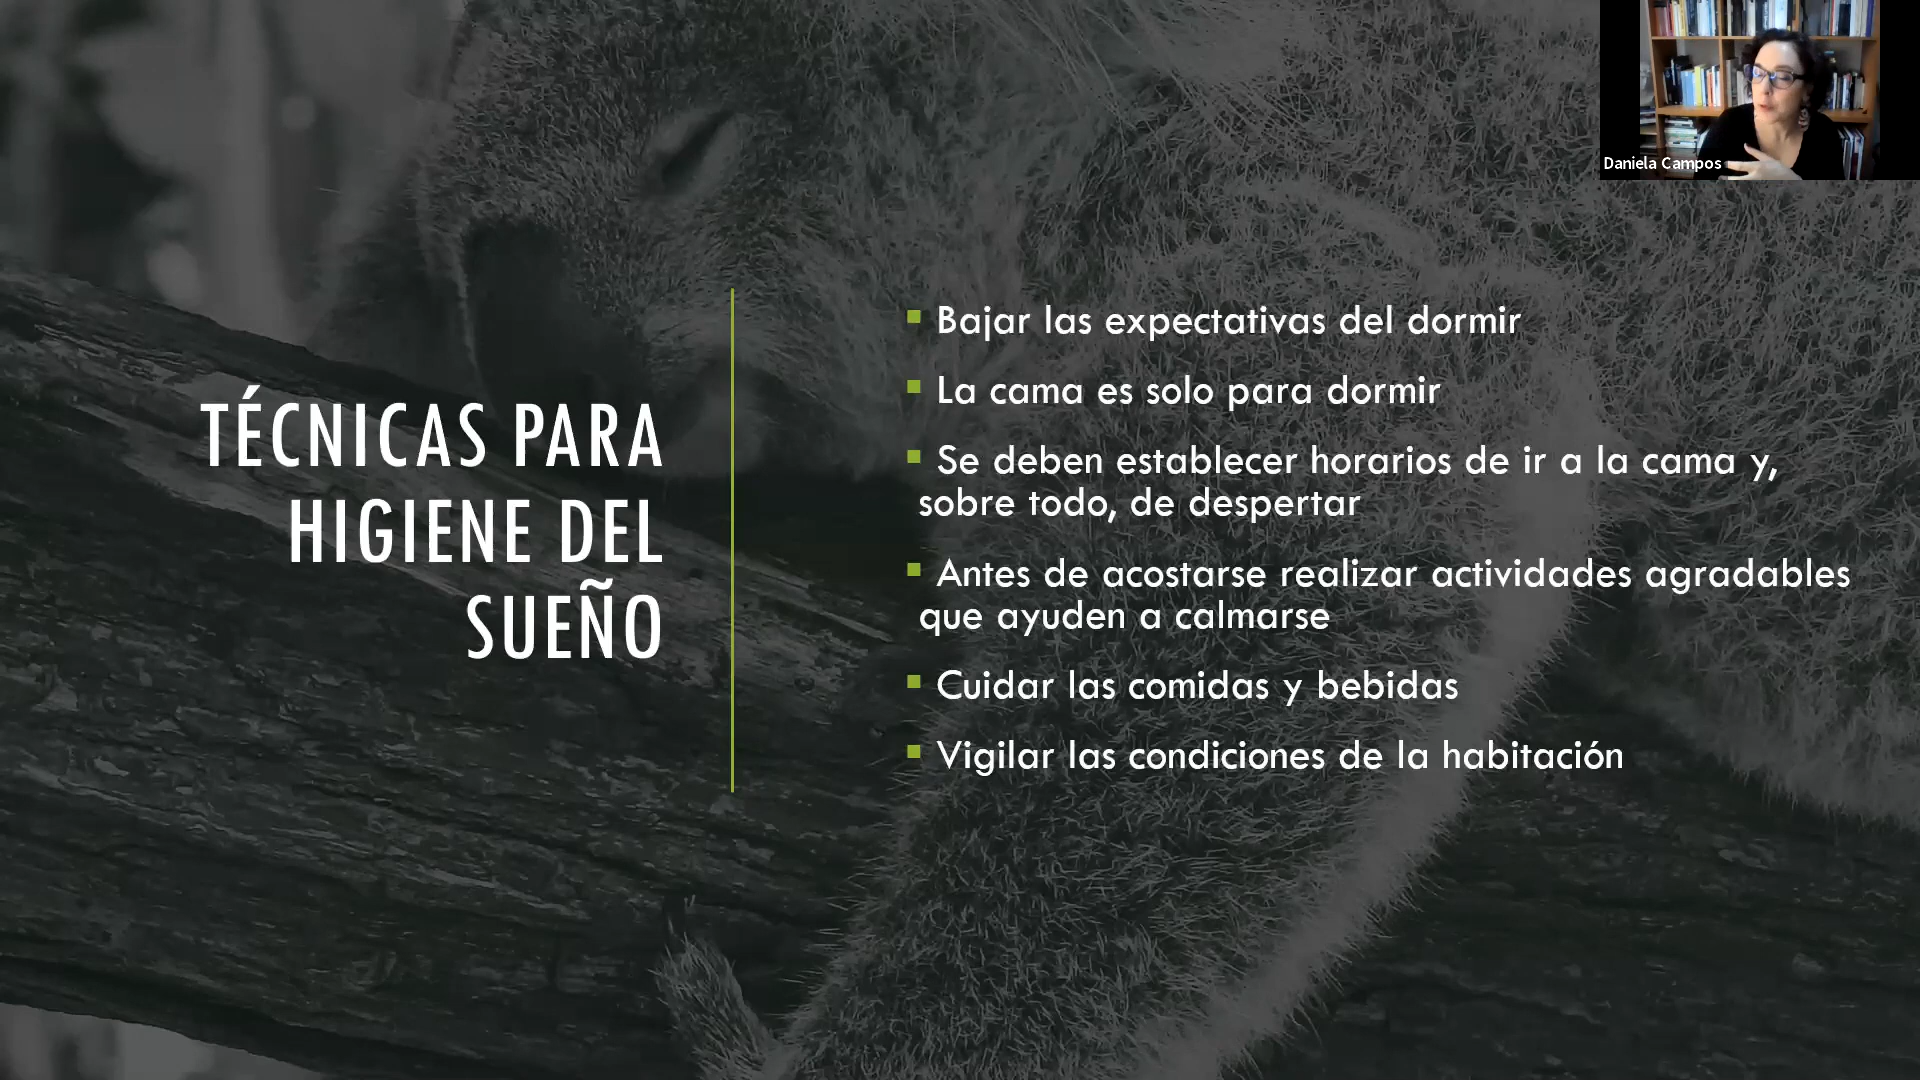 Daniela Campos
TÉCNICAS PARA
HIGIENE DEL
SUEÑO
▪ Bajar las expectativas del dormir
▪ La cama es solo para dormir
▪ Se deben establecer horarios de ir a la cama y,
sobre todo, de despertar
▪ Antes de acostarse realizar actividades agradables
que ayuden a calmarse
▪ Cuidar las comidas y bebidas
▪ Vigilar las condiciones de la habitación